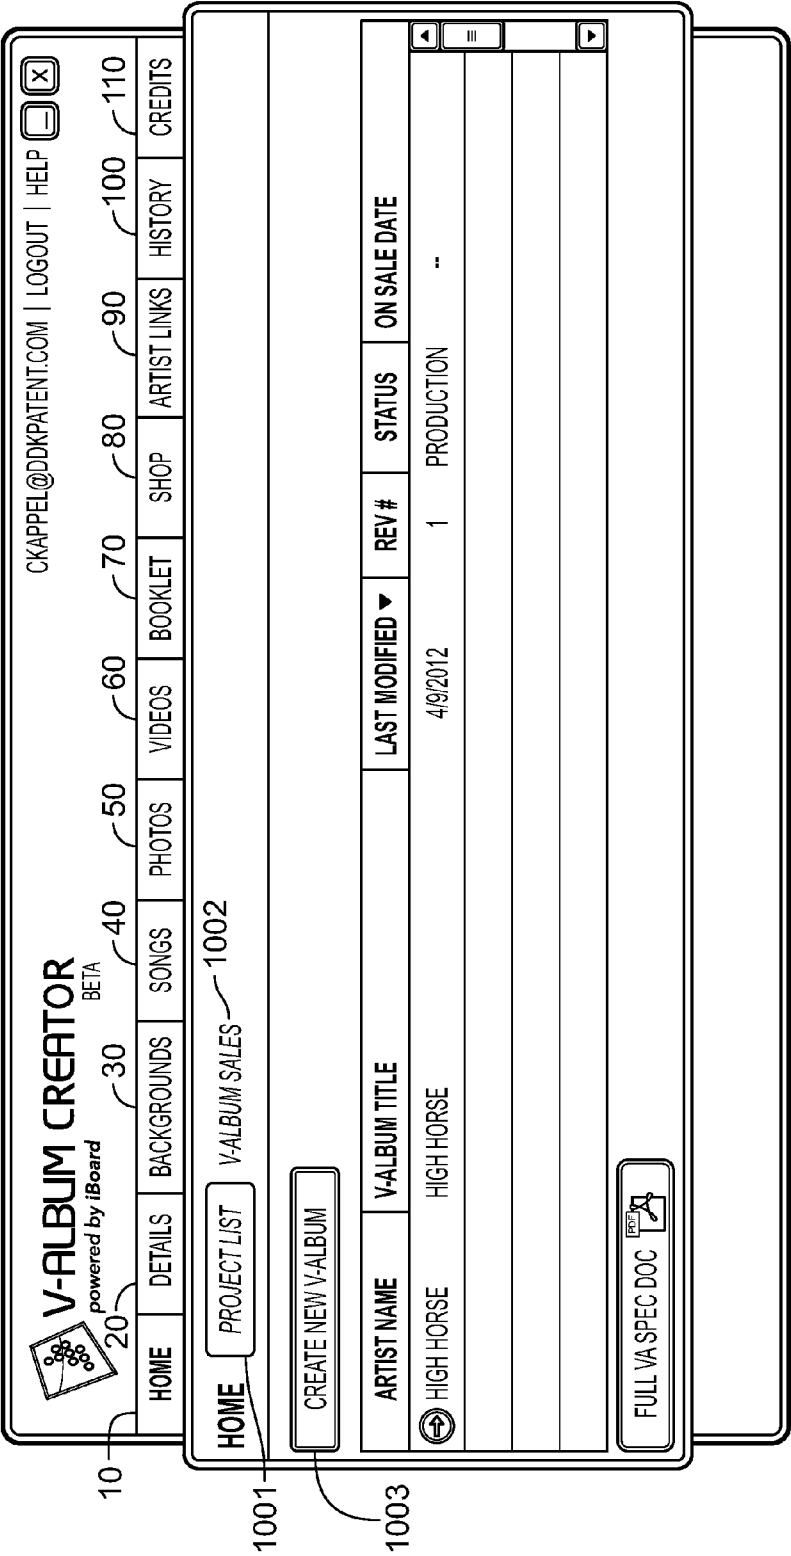 CKAPPEL@DDKPATENT.COM | LOGOUT | HELP _ X
V-ALBUM CREATOR
powered by iBoard BETA
10 20 30 40 50 60 70 80 90 100 110
HOME DETAILS BACKGROUNDS SONGS PHOTOS VIDEOS BOOKLET SHOP ARTIST LINKS HISTORY CREDITS
HOME PROJECT LIST V-ALBUM SALES 1002
1001
CREATE NEW V-ALBUM
1003
ARTIST NAME V-ALBUM TITLE LAST MODIFIED ▼ REV # STATUS ON SALE DATE
HIGH HORSE HIGH HORSE 4/9/2012 1 PRODUCTION --
FULL VA SPEC DOC PDF